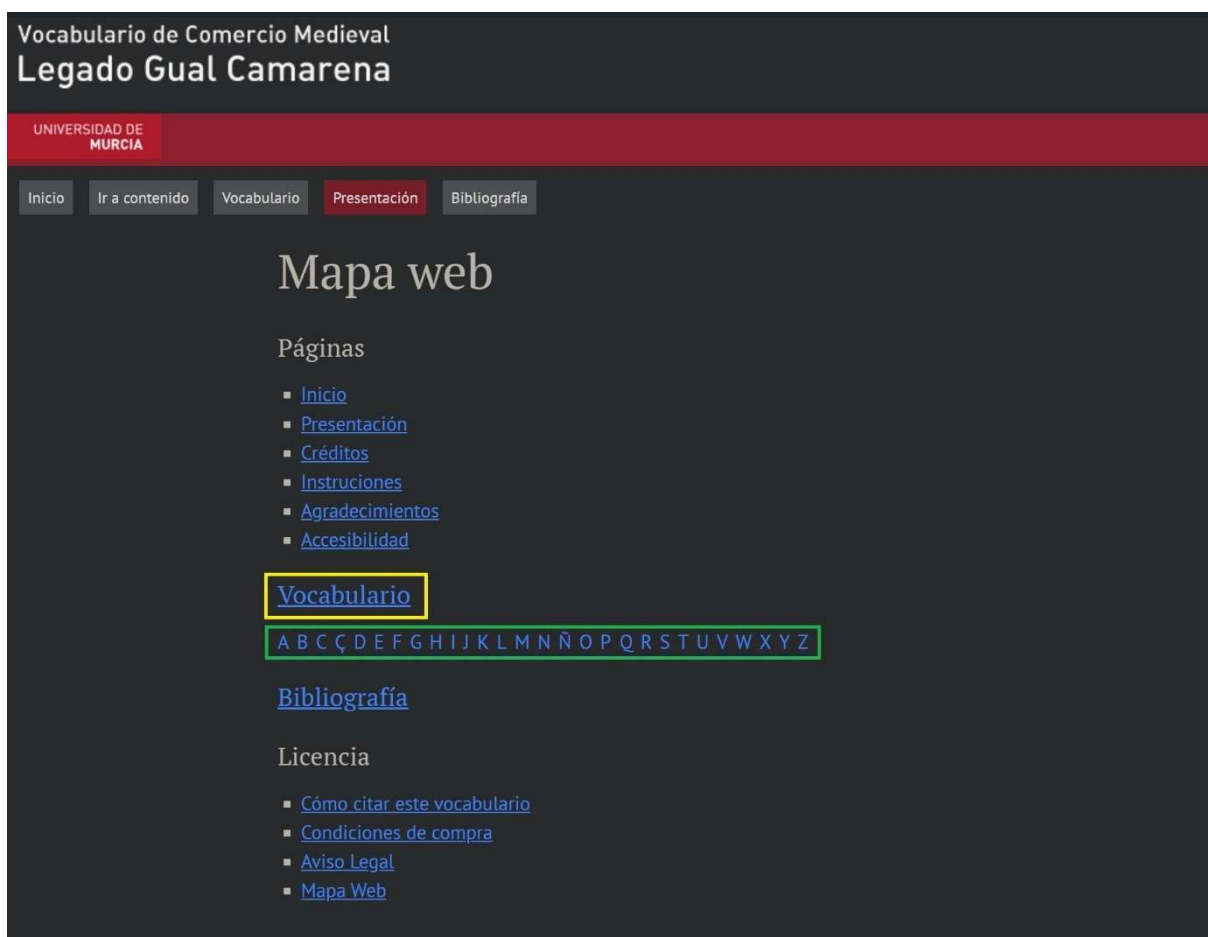 Vocabulario de Comercio Medieval
Legado Gual Camarena
UNIVERSIDAD DE
MURCIA
Inicio Ir a contenido Vocabulario Presentación Bibliografía
Mapa web
Páginas
Inicio
Presentación
Créditos
Instruciones
Agradecimientos
Accesibilidad
Vocabulario
A B C Ç D E F G H I J K L M N Ñ O P Q R S T U V W X Y Z
Bibliografía
Licencia
Cómo citar este vocabulario
Condiciones de compra
Aviso Legal
Mapa Web